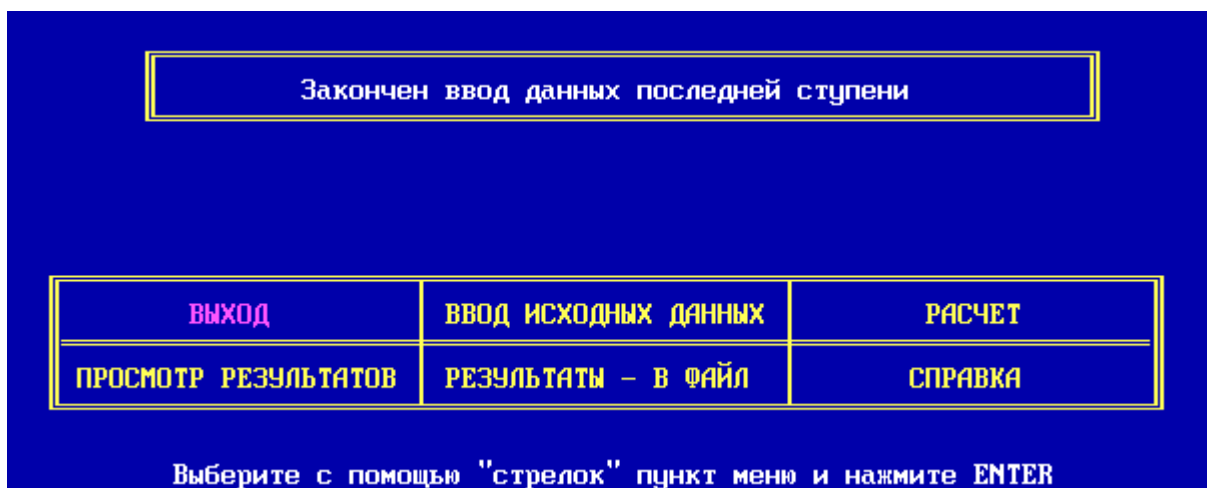 Закончен ввод данных последней ступени
ВЫХОД ВВОД ИСХОДНЫХ ДАННЫХ РАСЧЕТ
ПРОСМОТР РЕЗУЛЬТАТОВ РЕЗУЛЬТАТЫ - В ФАЙЛ СПРАВКА
Выберите с помощью "стрелок" пункт меню и нажмите ENTER